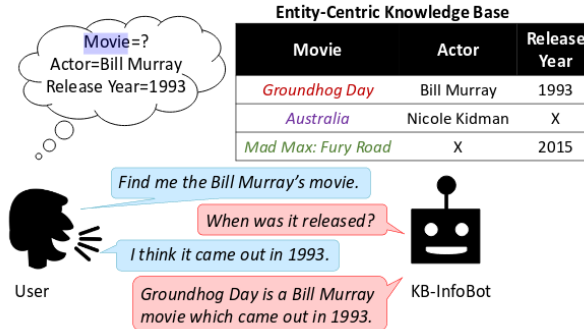 Movie=?
Actor=Bill Murray
Release Year=1993
Entity-Centric Knowledge Base
Movie Actor Release Year
Groundhog Day Bill Murray 1993
Australia Nicole Kidman X
Mad Max: Fury Road X 2015
Find me the Bill Murray's movie.
When was it released?
I think it came out in 1993.
Groundhog Day is a Bill Murray
movie which came out in 1993.
User
KB-InfoBot